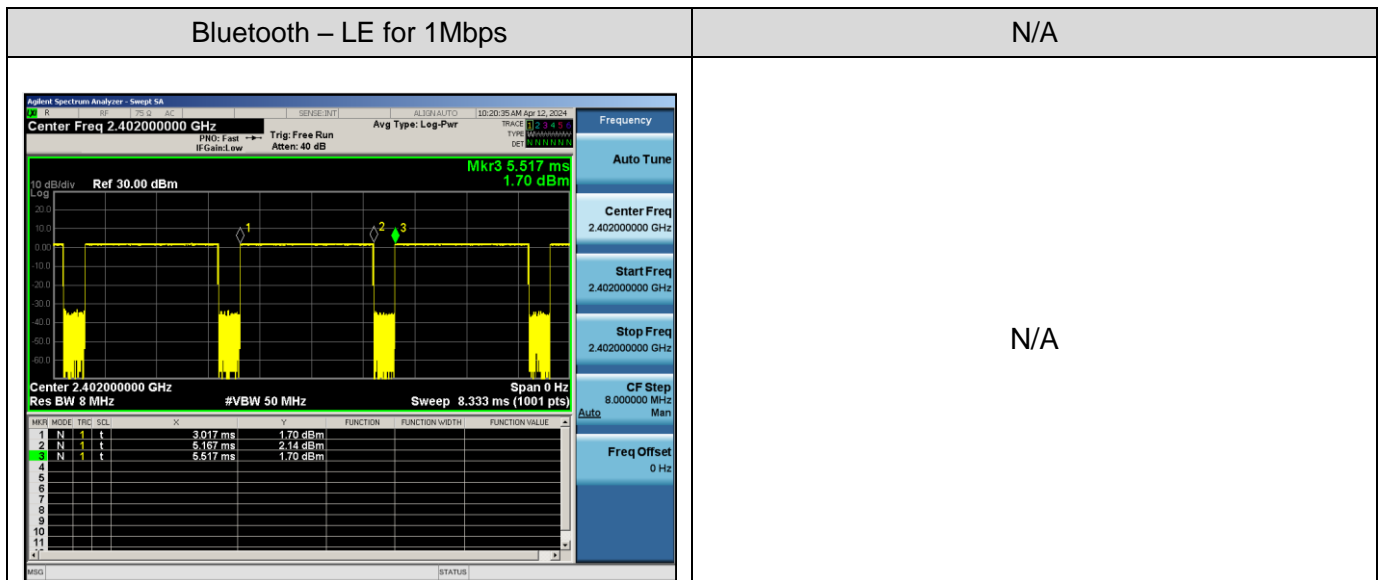 Bluetooth – LE for 1Mbps
N/A
Agilent Spectrum Analyzer - Swept SA
R RF 75 Ω AC SENSE:INT ALIGNAUTO 10:20:35 AM Apr 12, 2024
Center Freq 2.402000000 GHz
PNO: Fast
IFGain:Low
Trig: Free Run
Atten: 40 dB
Avg Type: Log-Pwr
TRACE 1 2 3 4 5 6
TYPE
DET N N N N N N
Mkr3 5.517 ms
1.70 dBm
10 dB/div Ref 30.00 dBm
Log
20.0
10.0
0.00
-10.0
-20.0
-30.0
-40.0
-50.0
-60.0
1
2
3
Center 2.402000000 GHz Span 0 Hz
Res BW 8 MHz #VBW 50 MHz Sweep 8.333 ms (1001 pts)
MKR MODE TRC SCL X Y FUNCTION FUNCTION WIDTH FUNCTION VALUE
1 N 1 t 3.017 ms 1.70 dBm
2 N 1 t 5.167 ms 2.14 dBm
3 N 1 t 5.517 ms 1.70 dBm
4
5
6
7
8
9
10
11
MSG STATUS
Frequency
Auto Tune
Center Freq
2.402000000 GHz
Start Freq
2.402000000 GHz
Stop Freq
2.402000000 GHz
CF Step
8.000000 MHz
Auto Man
Freq Offset
0 Hz
N/A